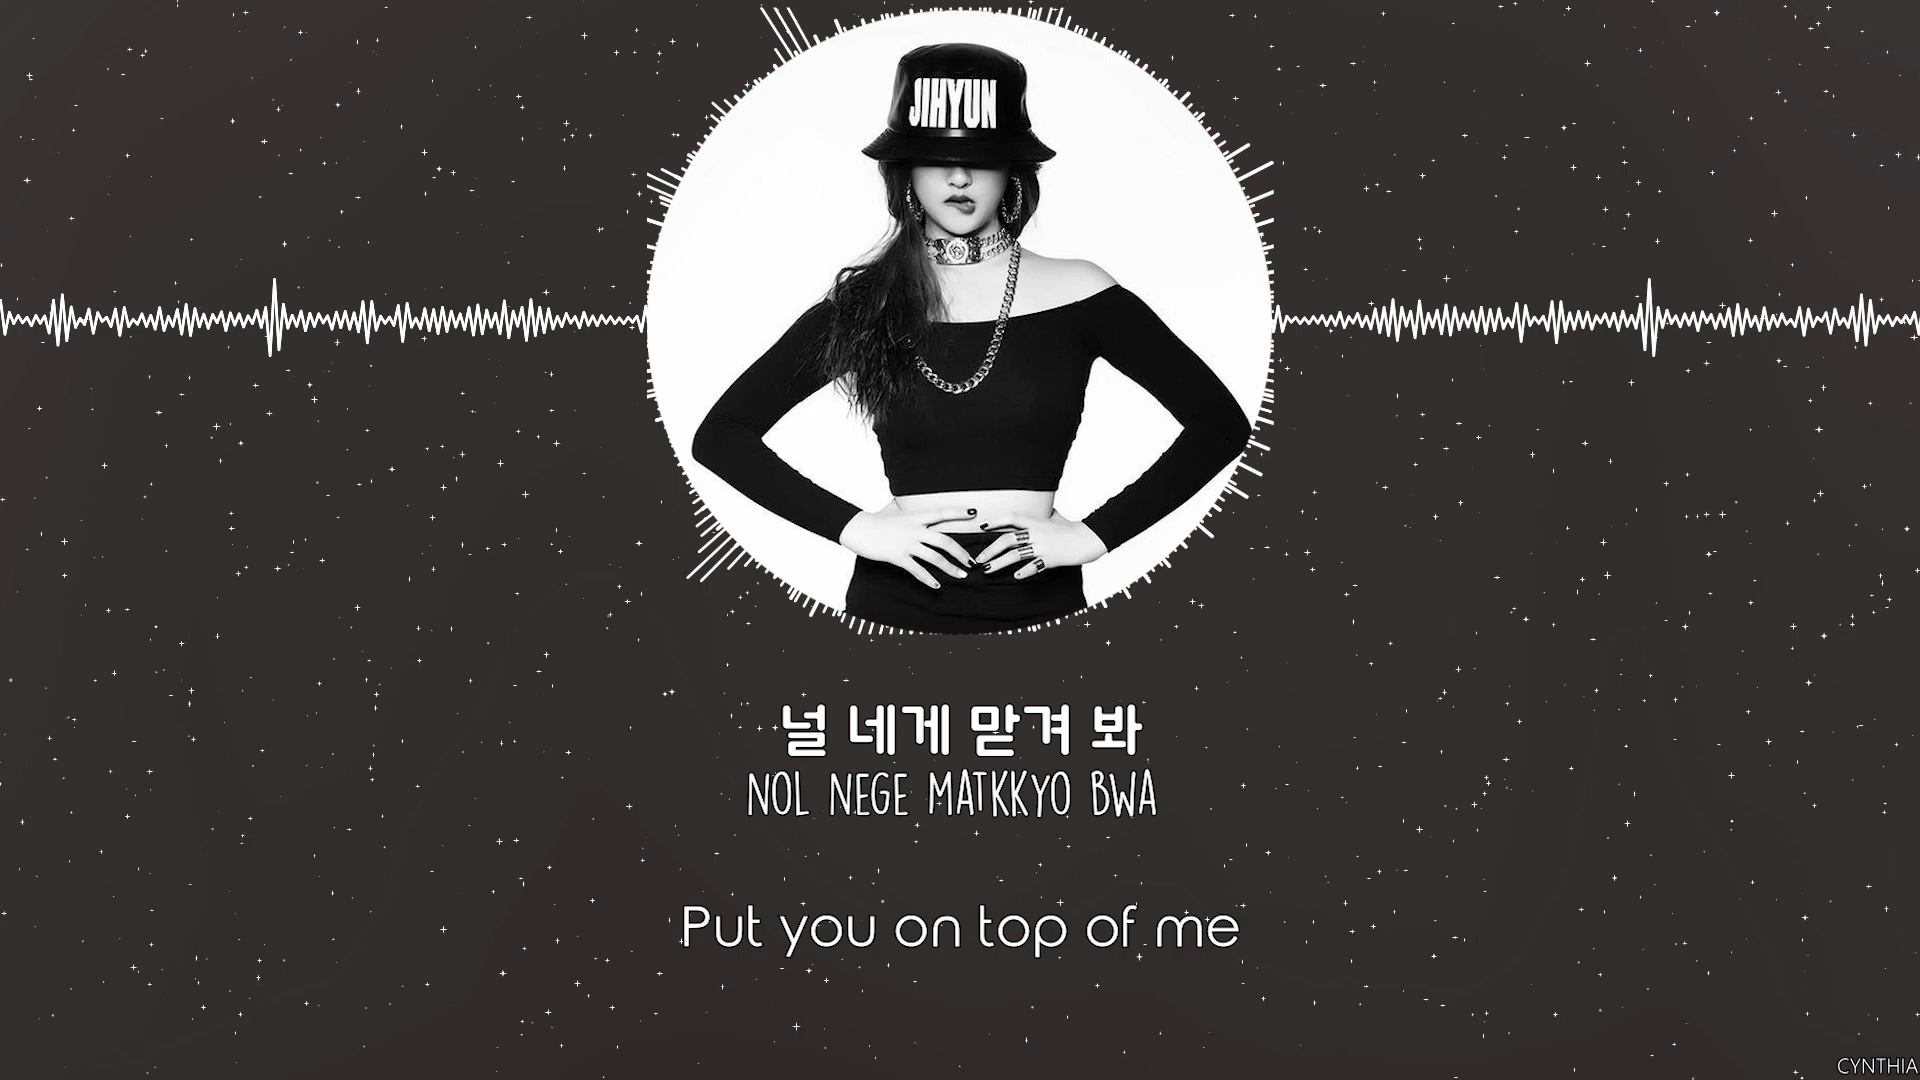 JIHYUN
널 네게 맡겨 봐
NOL NEGE MATKKYO BWA
Put you on top of me
CYNTHIA